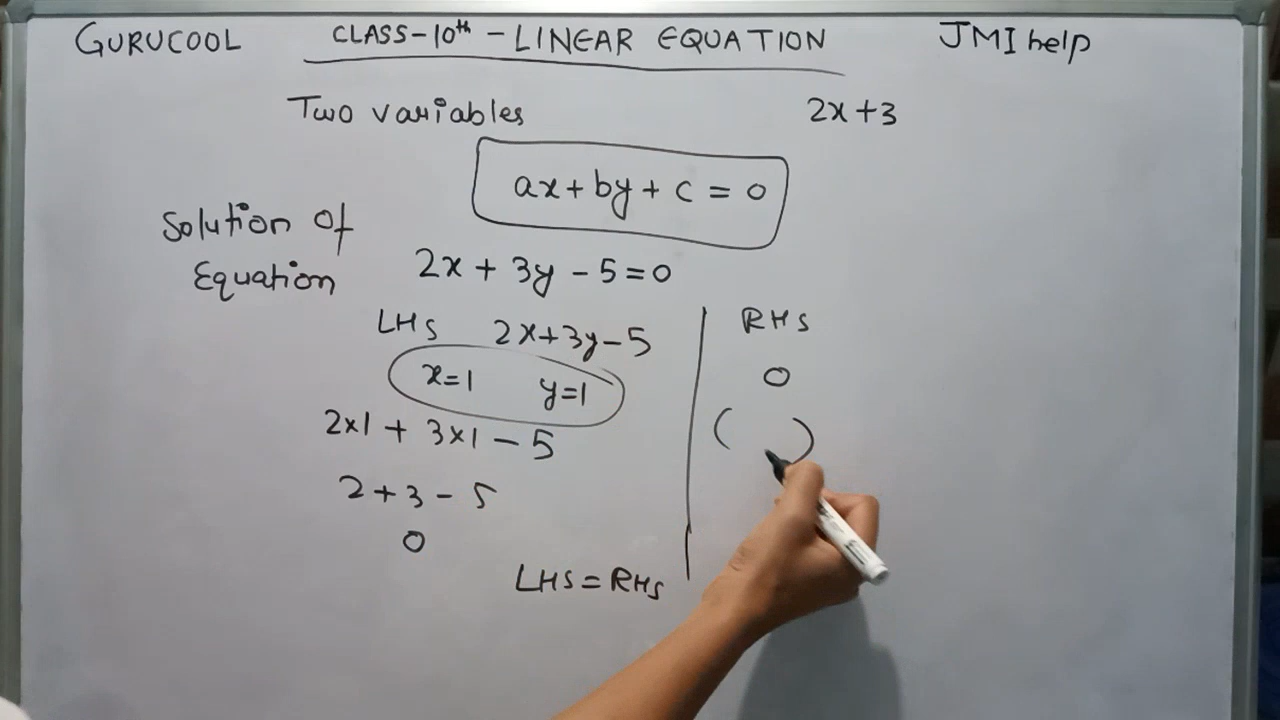 GURUCOOL CLASS-10th - LINEAR EQUATION JMI help
Two variables 2x+3
ax+by+c=0
Solution Of
Equation
2x + 3y - 5 = 0
LHS 2x+3y-5
x=1 y=1
2x1 + 3x1 - 5
2 + 3 - 5
0
LHS = RHS
RHS
0
( )